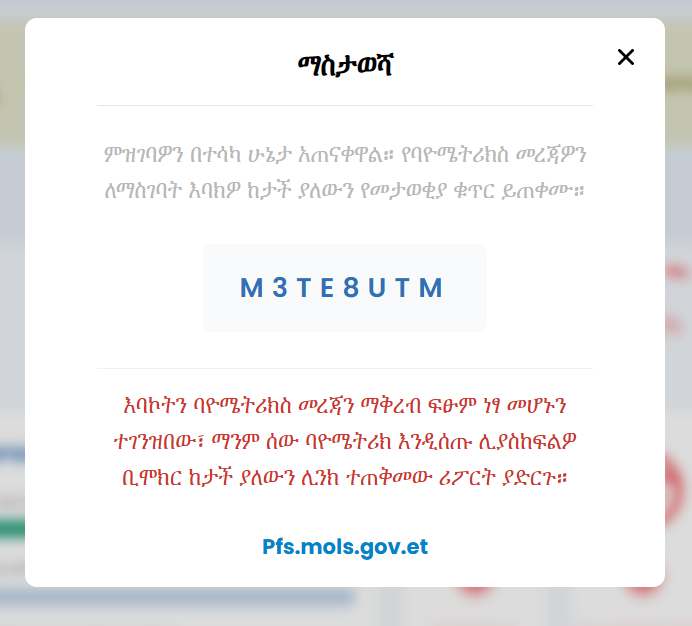 ማስታወሻ
ምዝገባዎን በተሳካ ሁኔታ አጠናቀዋል። የባዮሜትሪክስ መረጃዎን
ለማስገባት እባክዎ ከታች ያለውን የመታወቂያ ቁጥር ይጠቀሙ።
M3TE8UTM
እባኮትን ባዮሜትሪክስ መረጃን ማቅረብ ፍፁም ነፃ መሆኑን
ተገንዝበው፣ ማንም ሰው ባዮሜትሪክ እንዲሰጡ ሊያስከፍልዎ
ቢሞክር ከታች ያለውን ሊንክ ተጠቅመው ሪፖርት ያድርጉ።
Pfs.mols.gov.et